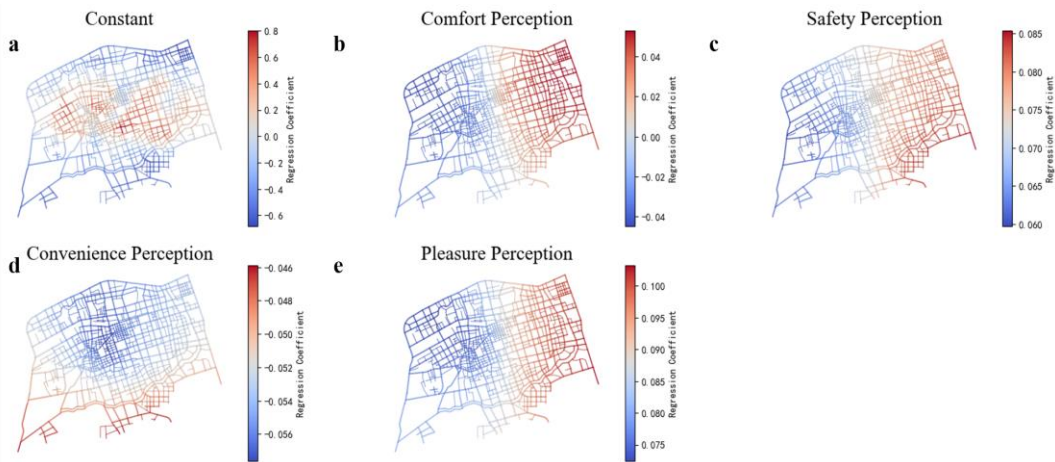 Constant
Comfort Perception
Safety Perception
a
b
c
0.8
0.6
0.4
0.2
0.0
−0.2
−0.4
−0.6
Regression Coefficient
0.04
0.02
0.00
−0.02
−0.04
Regression Coefficient
0.085
0.080
0.075
0.070
0.065
0.060
Regression Coefficient
Convenience Perception
Pleasure Perception
d
e
−0.046
−0.048
−0.050
−0.052
−0.054
−0.056
Regression Coefficient
0.100
0.095
0.090
0.085
0.080
0.075
Regression Coefficient